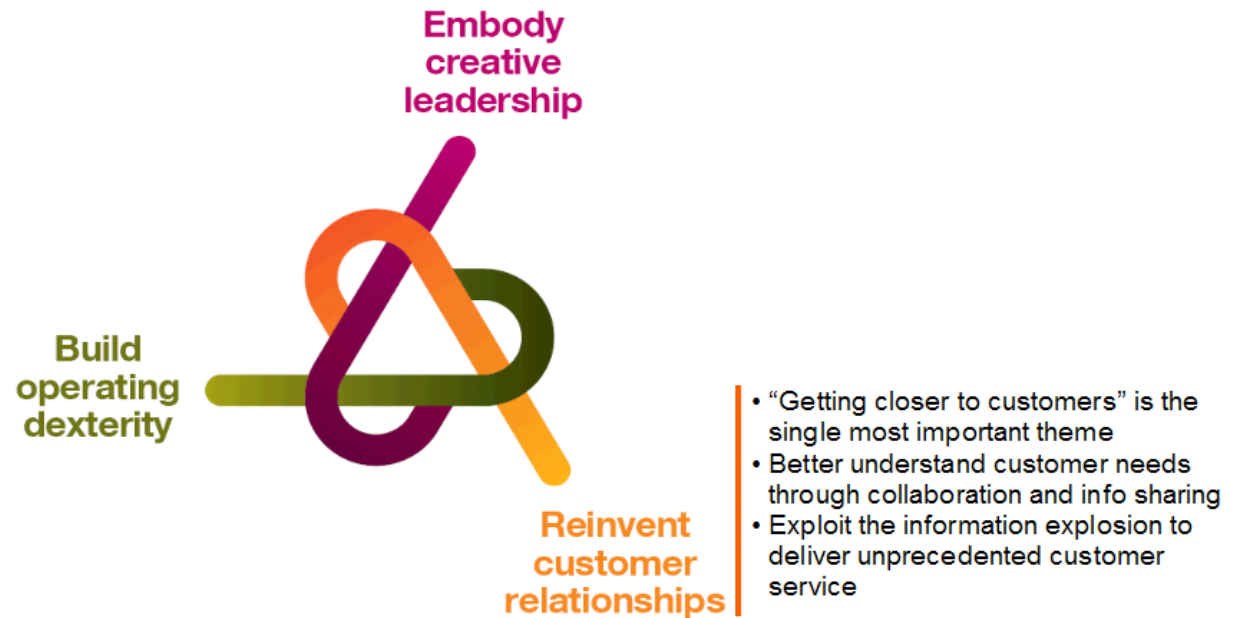 Embody
creative
leadership
Build
operating
dexterity
Reinvent
customer
relationships
• “Getting closer to customers” is the
single most important theme
• Better understand customer needs
through collaboration and info sharing
• Exploit the information explosion to
deliver unprecedented customer
service